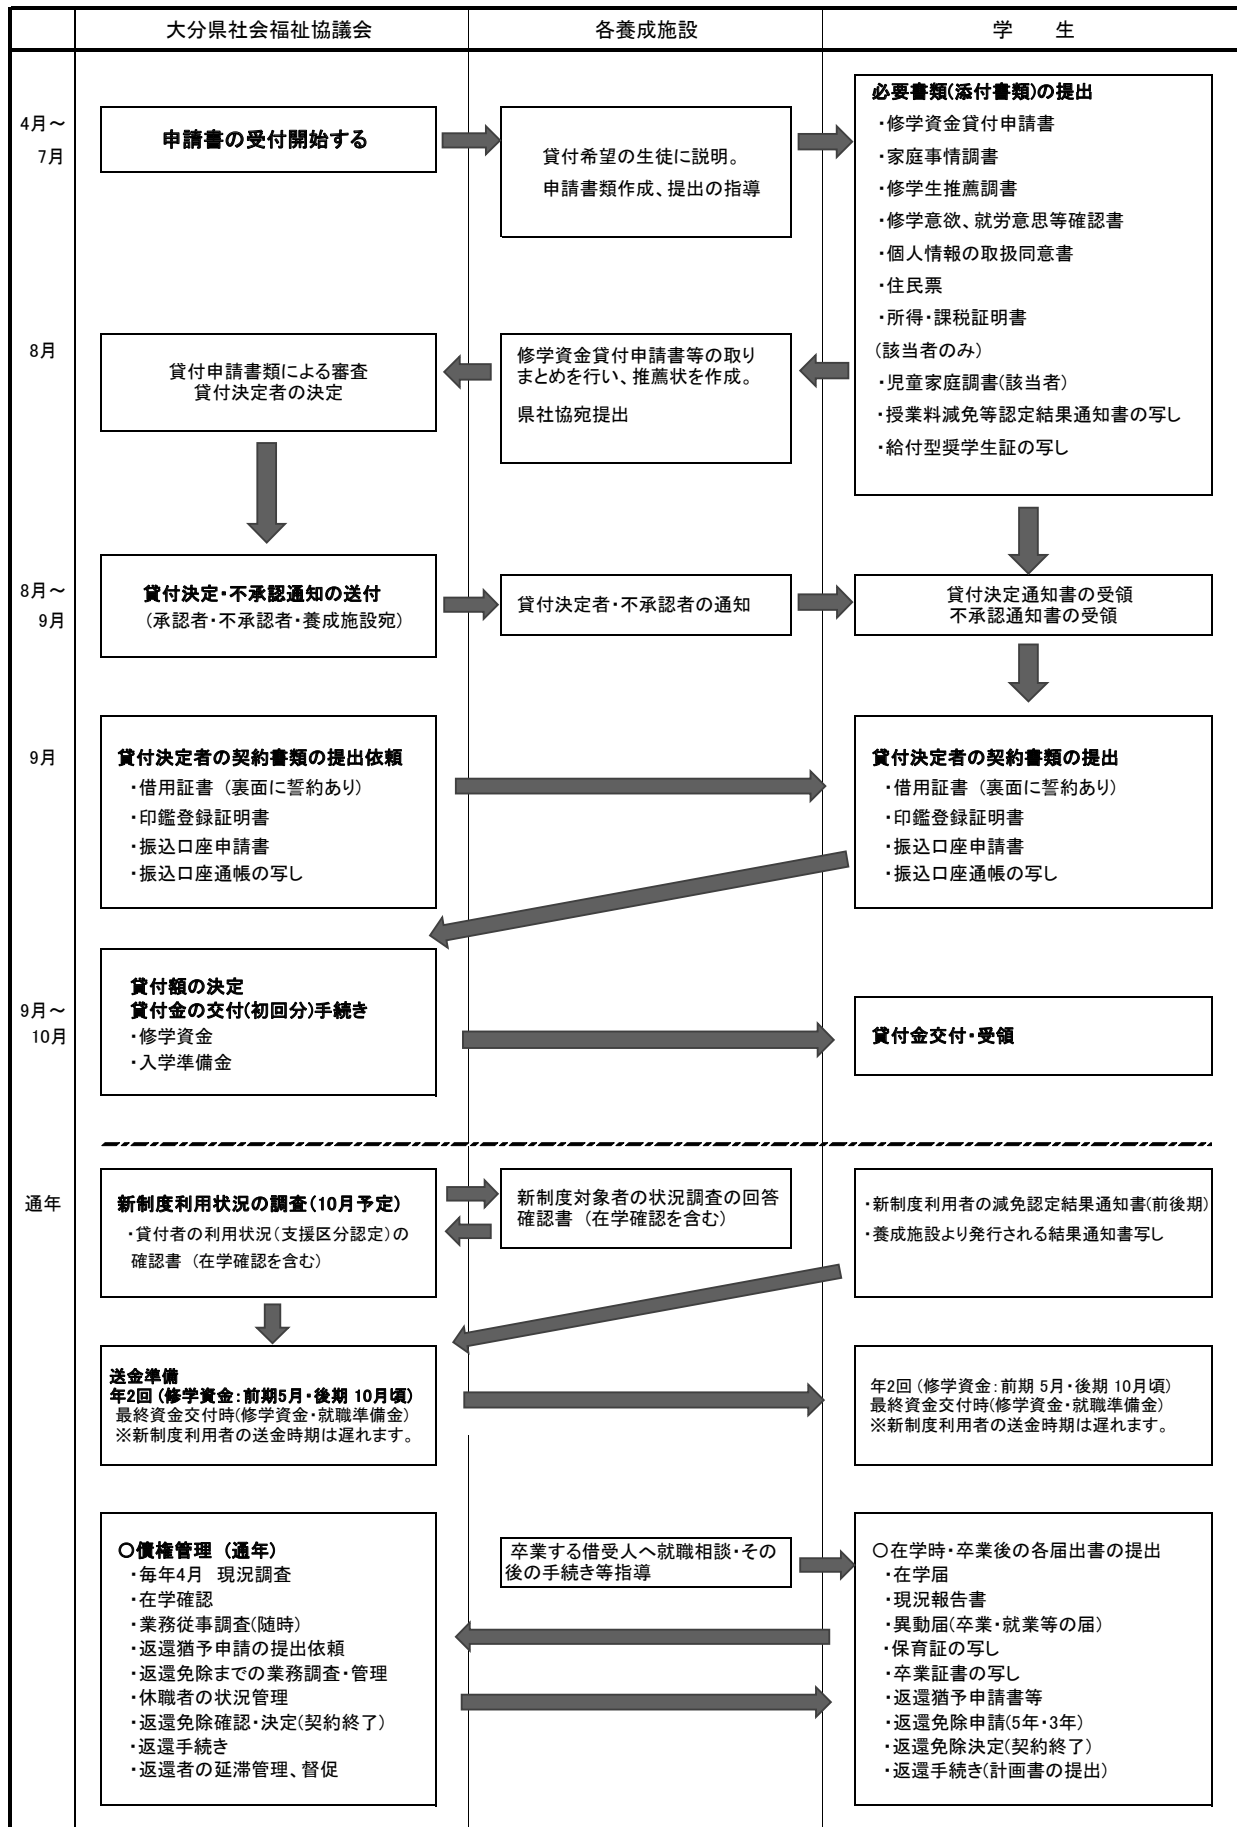 大分県社会福祉協議会
各養成施設
学　生
4月～
7月
申請書の受付開始する
貸付希望の生徒に説明。
申請書類作成、提出の指導
必要書類(添付書類)の提出
・修学資金貸付申請書
・家庭事情調書
・修学生推薦調書
・修学意欲、就労意思等確認書
・個人情報の取扱同意書
・住民票
・所得・課税証明書
(該当者のみ)
・児童家庭調書(該当者)
・授業料減免等認定結果通知書の写し
・給付型奨学生証の写し
8月
貸付申請書類による審査
貸付決定者の決定
修学資金貸付申請書等の取り
まとめを行い、推薦状を作成。
県社協宛提出
8月～
9月
貸付決定・不承認通知の送付
（承認者・不承認者・養成施設宛）
貸付決定者・不承認者の通知
貸付決定通知書の受領
不承認通知書の受領
9月
貸付決定者の契約書類の提出依頼
・借用証書（裏面に誓約あり）
・印鑑登録証明書
・振込口座申請書
・振込口座通帳の写し
貸付決定者の契約書類の提出
・借用証書（裏面に誓約あり）
・印鑑登録証明書
・振込口座申請書
・振込口座通帳の写し
9月～
10月
貸付額の決定
貸付金の交付(初回分)手続き
・修学資金
・入学準備金
貸付金交付・受領
通年
新制度利用状況の調査（10月予定）
・貸付者の利用状況（支援区分認定）の
確認書（在学確認を含む）
新制度対象者の状況調査の回答
確認書（在学確認を含む）
・新制度利用者の減免認定結果通知書(前後期)
・養成施設より発行される結果通知書写し
送金準備
年2回（修学資金：前期5月・後期 10月頃）
最終資金交付時(修学資金・就職準備金)
※新制度利用者の送金時期は遅れます。
年2回（修学資金：前期 5月・後期 10月頃）
最終資金交付時(修学資金・就職準備金)
※新制度利用者の送金時期は遅れます。
〇債権管理（通年）
・毎年4月　現況調査
・在学確認
・業務従事調査(随時)
・返還猶予申請の提出依頼
・返還免除までの業務調査・管理
・休職者の状況管理
・返還免除確認・決定(契約終了)
・返還手続き
・返還者の延滞管理、督促
卒業する借受人へ就職相談・その
後の手続き等指導
〇在学時・卒業後の各届出書の提出
・在学届
・現況報告書
・異動届(卒業・就業等の届)
・保育証の写し
・卒業証書の写し
・返還猶予申請書等
・返還免除申請(5年・3年)
・返還免除決定(契約終了)
・返還手続き(計画書の提出)